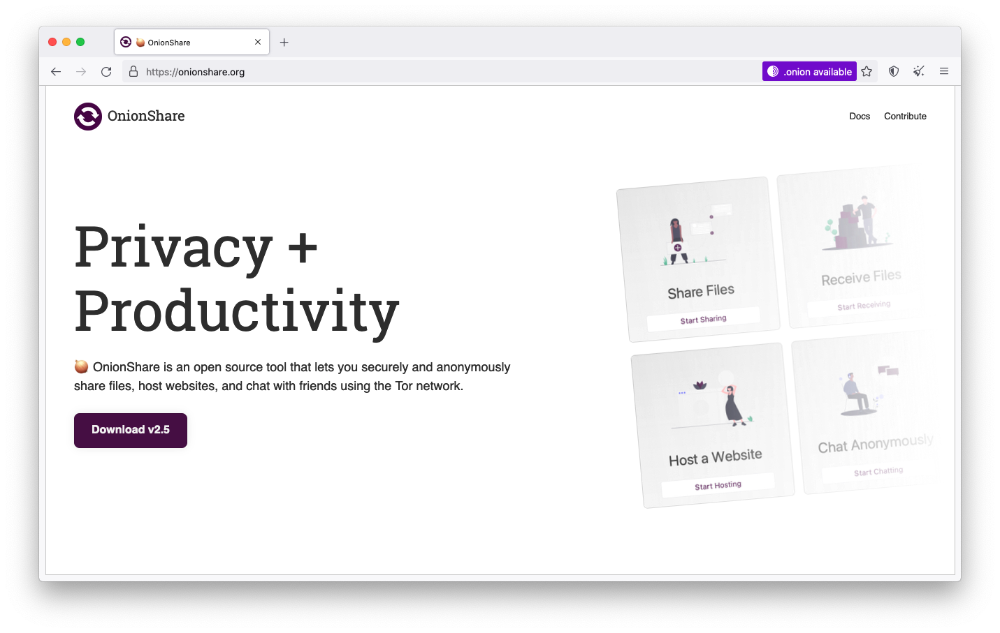 OnionShare
https://onionshare.org
.onion available
OnionShare
Docs
Contribute
Privacy +
Productivity
OnionShare is an open source tool that lets you securely and anonymously
share files, host websites, and chat with friends using the Tor network.
Download v2.5
Share Files
Start Sharing
Receive Files
Start Receiving
Host a Website
Start Hosting
Chat Anonymously
Start Chatting